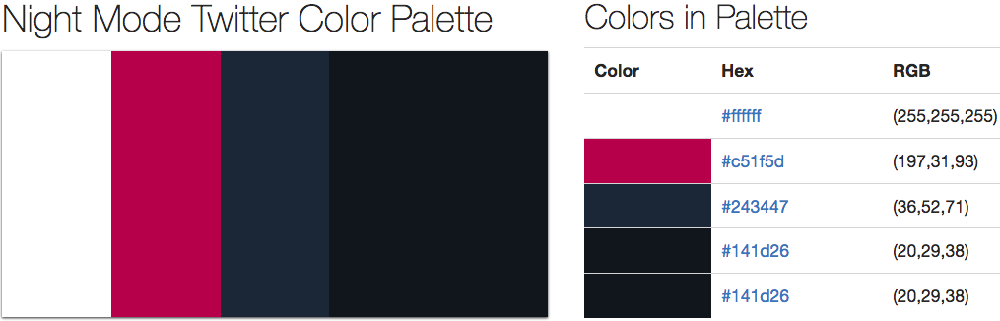 Night Mode Twitter Color Palette
Colors in Palette
Color Hex RGB
#ffffff (255,255,255)
#c51f5d (197,31,93)
#243447 (36,52,71)
#141d26 (20,29,38)
#141d26 (20,29,38)